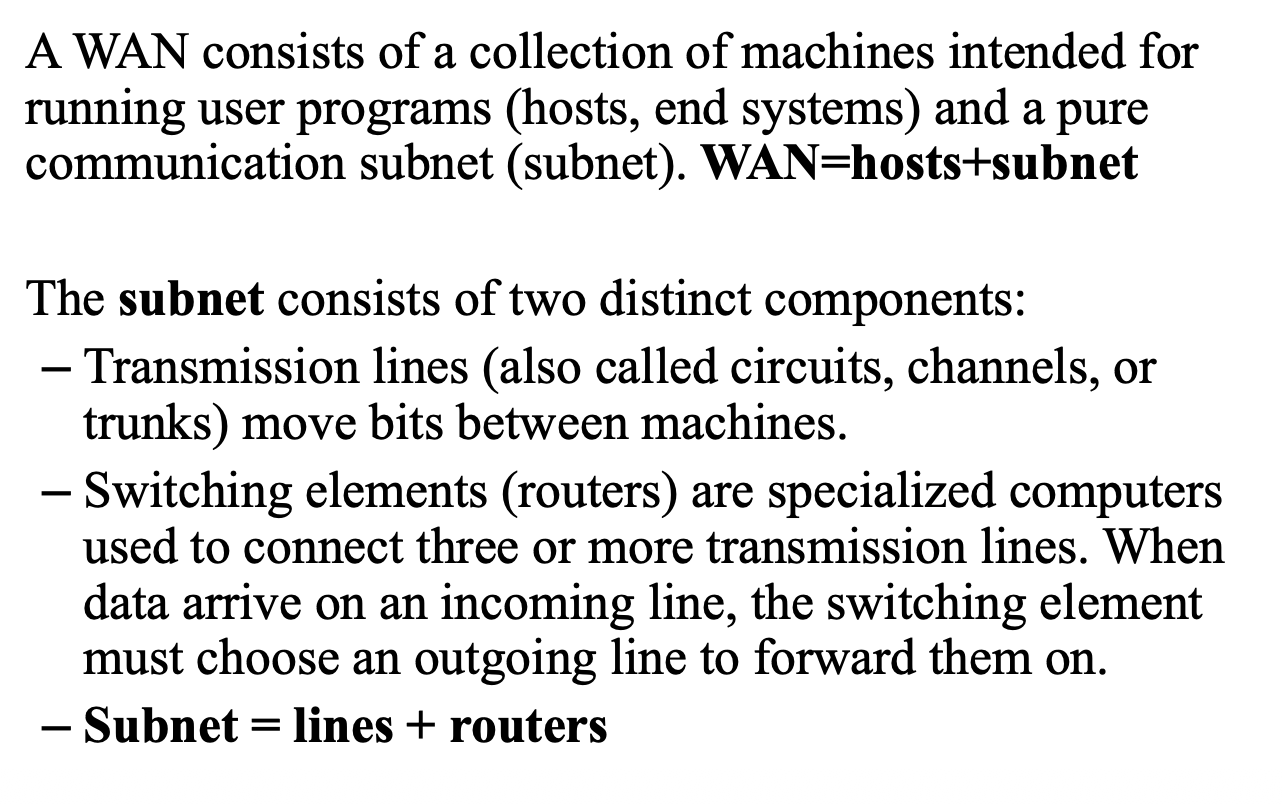 A WAN consists of a collection of machines intended for
running user programs (hosts, end systems) and a pure
communication subnet (subnet). WAN=hosts+subnet
The subnet consists of two distinct components:
– Transmission lines (also called circuits, channels, or
trunks) move bits between machines.
– Switching elements (routers) are specialized computers
used to connect three or more transmission lines. When
data arrive on an incoming line, the switching element
must choose an outgoing line to forward them on.
– Subnet = lines + routers